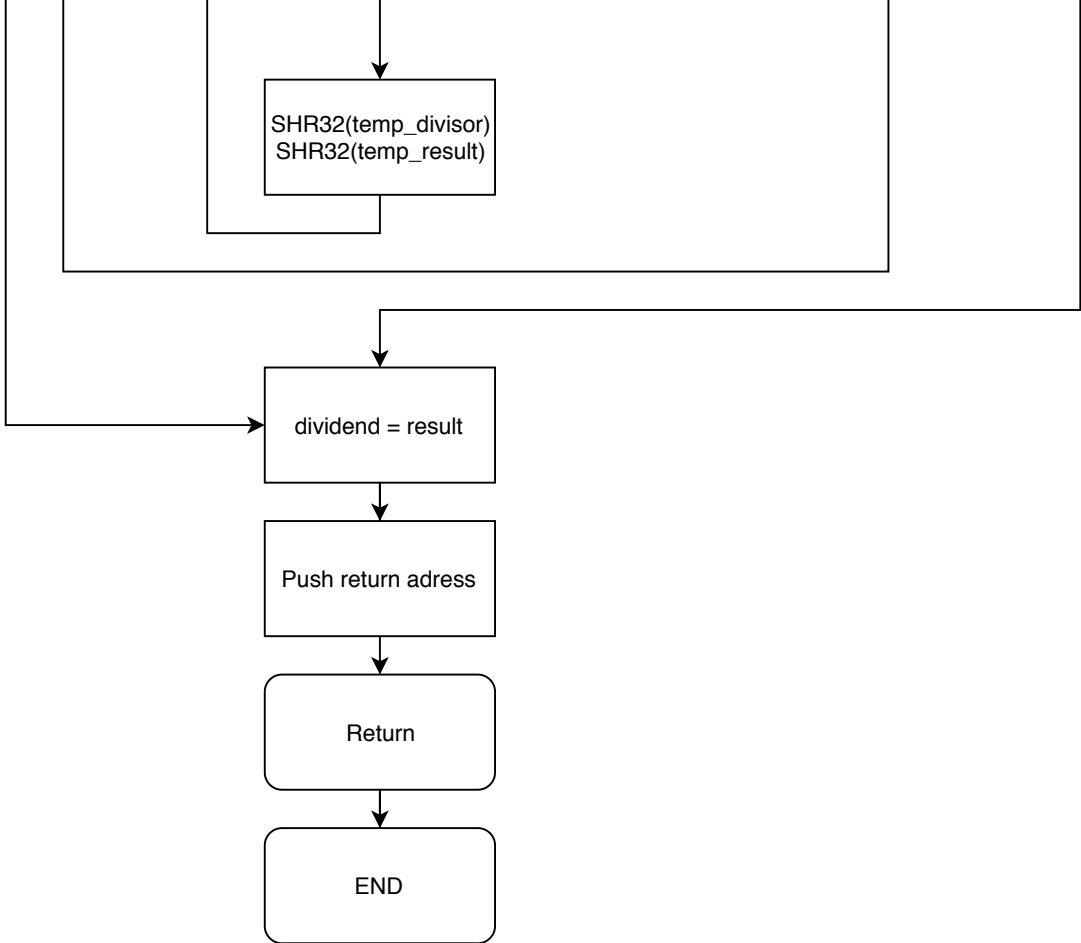 SHR32(temp_divisor)
SHR32(temp_result)
dividend = result
Push return adress
Return
END